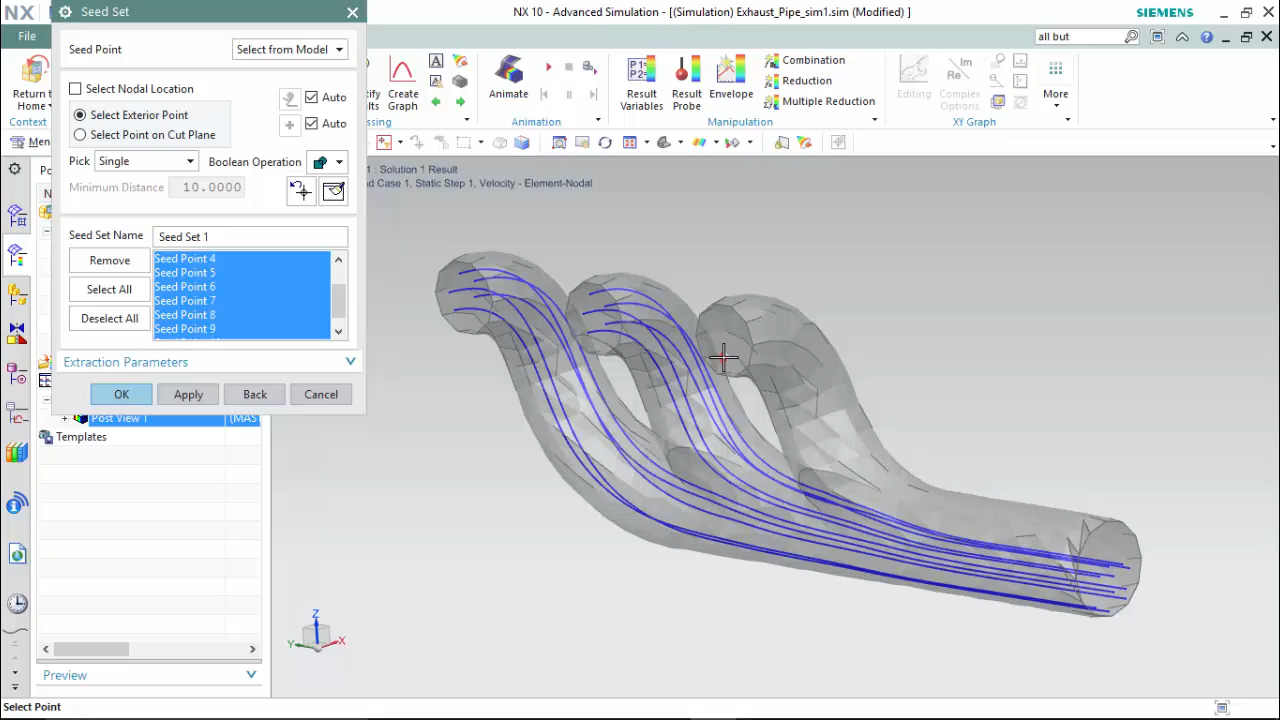 NX
Seed Set
NX 10 - Advanced Simulation - [(Simulation) Exhaust_Pipe_sim1.sim (Modified) ]
SIEMENS
File
all but
Seed Point
Select from Model
Select Nodal Location
Auto
Select Exterior Point
Auto
Select Point on Cut Plane
Pick
Single
Boolean Operation
Minimum Distance
10.0000
Seed Set Name
Seed Set 1
Remove
Select All
Deselect All
Seed Point 4
Seed Point 5
Seed Point 6
Seed Point 7
Seed Point 8
Seed Point 9
Extraction Parameters
OK
Apply
Back
Cancel
Return
Home
Context
Men
Create
Graph
Animate
Animation
Result
Variables
Result
Probe
Envelope
Combination
Reduction
Multiple Reduction
Manipulation
Editing
Complex
Options
XY Graph
More
1 : Solution 1 Result
d Case 1, Static Step 1, Velocity - Element-Nodal
Post View 1
(MAS
Templates
Preview
Z
Y
X
Select Point